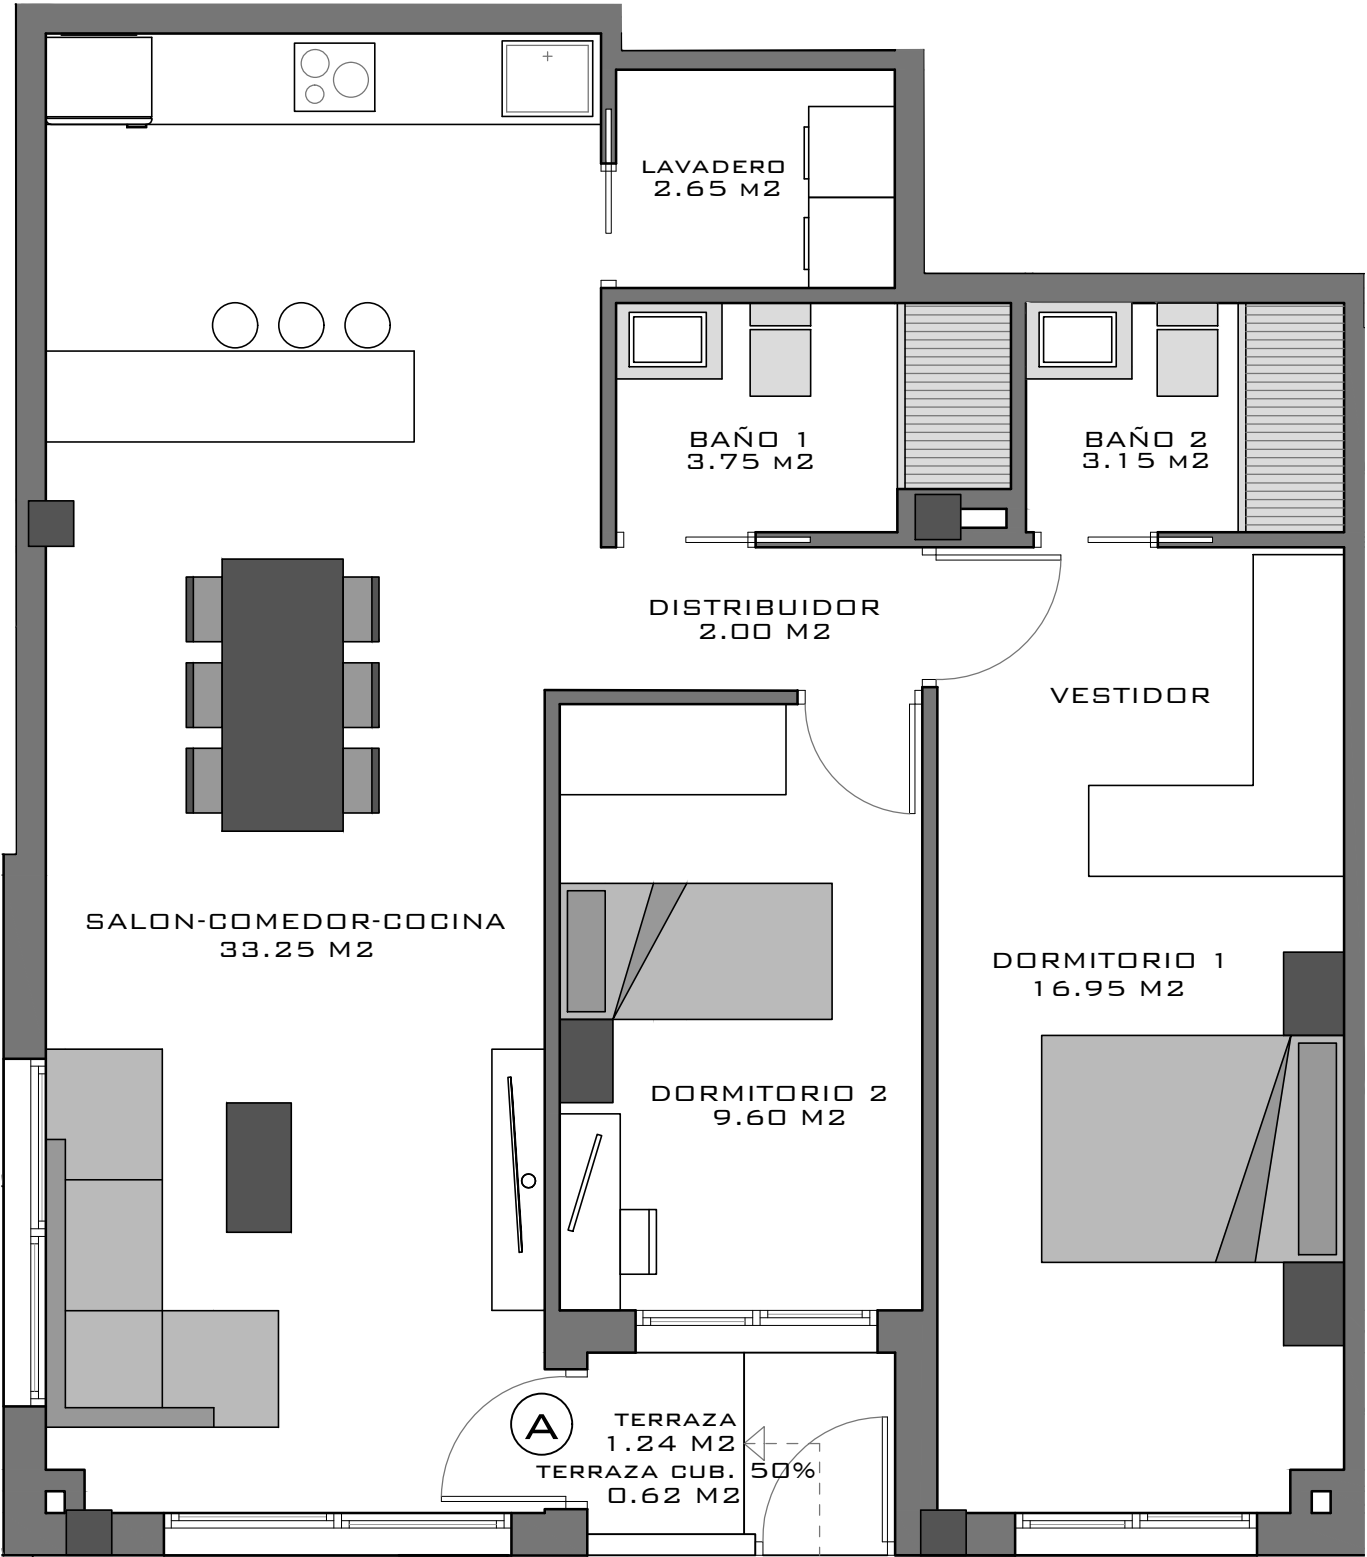 LAVADERO
2.65 M2
BAÑO 1
3.75 M2
BAÑO 2
3.15 M2
DISTRIBUIDOR
2.00 M2
VESTIDOR
SALON-COMEDOR-COCINA
33.25 M2
DORMITORIO 1
16.95 M2
DORMITORIO 2
9.60 M2
A
TERRAZA
1.24 M2
TERRAZA CUB. 50%
0.62 M2